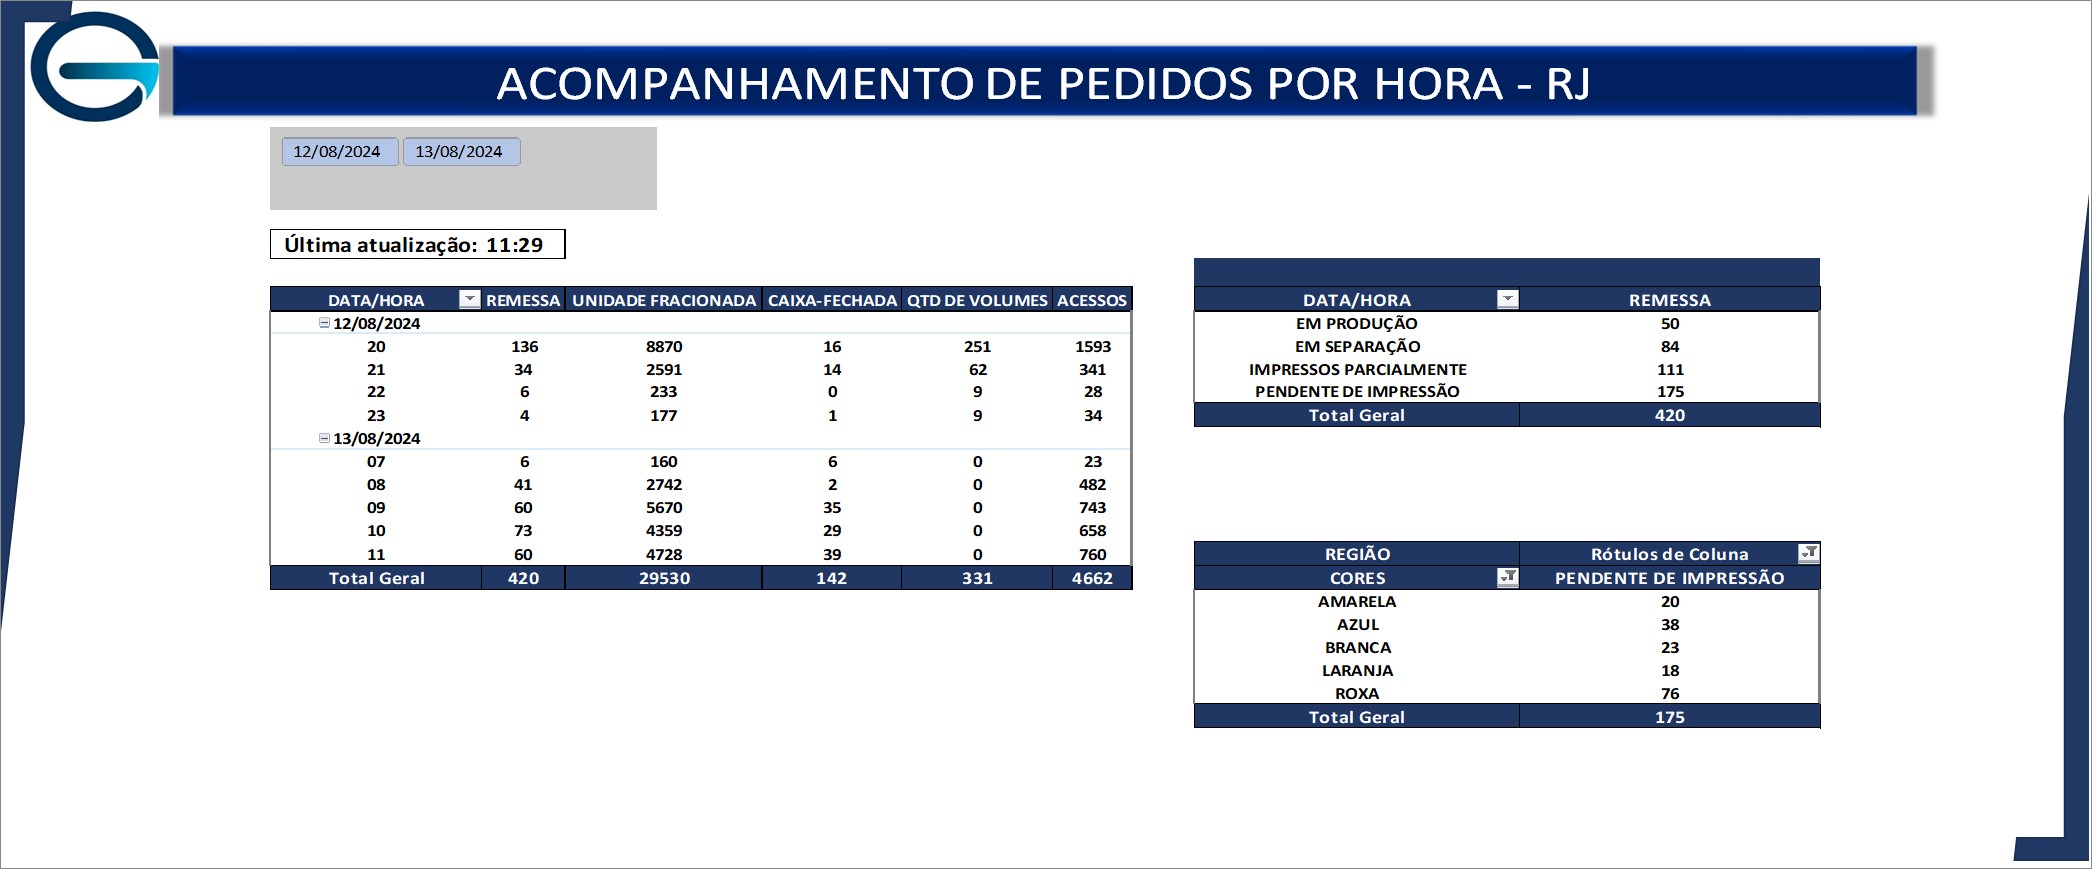 ACOMPANHAMENTO DE PEDIDOS POR HORA - RJ
12/08/2024 13/08/2024
Última atualização: 11:29
DATA/HORA REMESSA UNIDADE FRACIONADA CAIXA-FECHADA QTD DE VOLUMES ACESSOS
12/08/2024
20 136 8870 16 251 1593
21 34 2591 14 62 341
22 6 233 0 9 28
23 4 177 1 9 34
13/08/2024
07 6 160 6 0 23
08 41 2742 2 0 482
09 60 5670 35 0 743
10 73 4359 29 0 658
11 60 4728 39 0 760
Total Geral 420 29530 142 331 4662
DATA/HORA REMESSA
EM PRODUÇÃO 50
EM SEPARAÇÃO 84
IMPRESSOS PARCIALMENTE 111
PENDENTE DE IMPRESSÃO 175
Total Geral 420
REGIÃO Rótulos de Coluna
CORES PENDENTE DE IMPRESSÃO
AMARELA 20
AZUL 38
BRANCA 23
LARANJA 18
ROXA 76
Total Geral 175